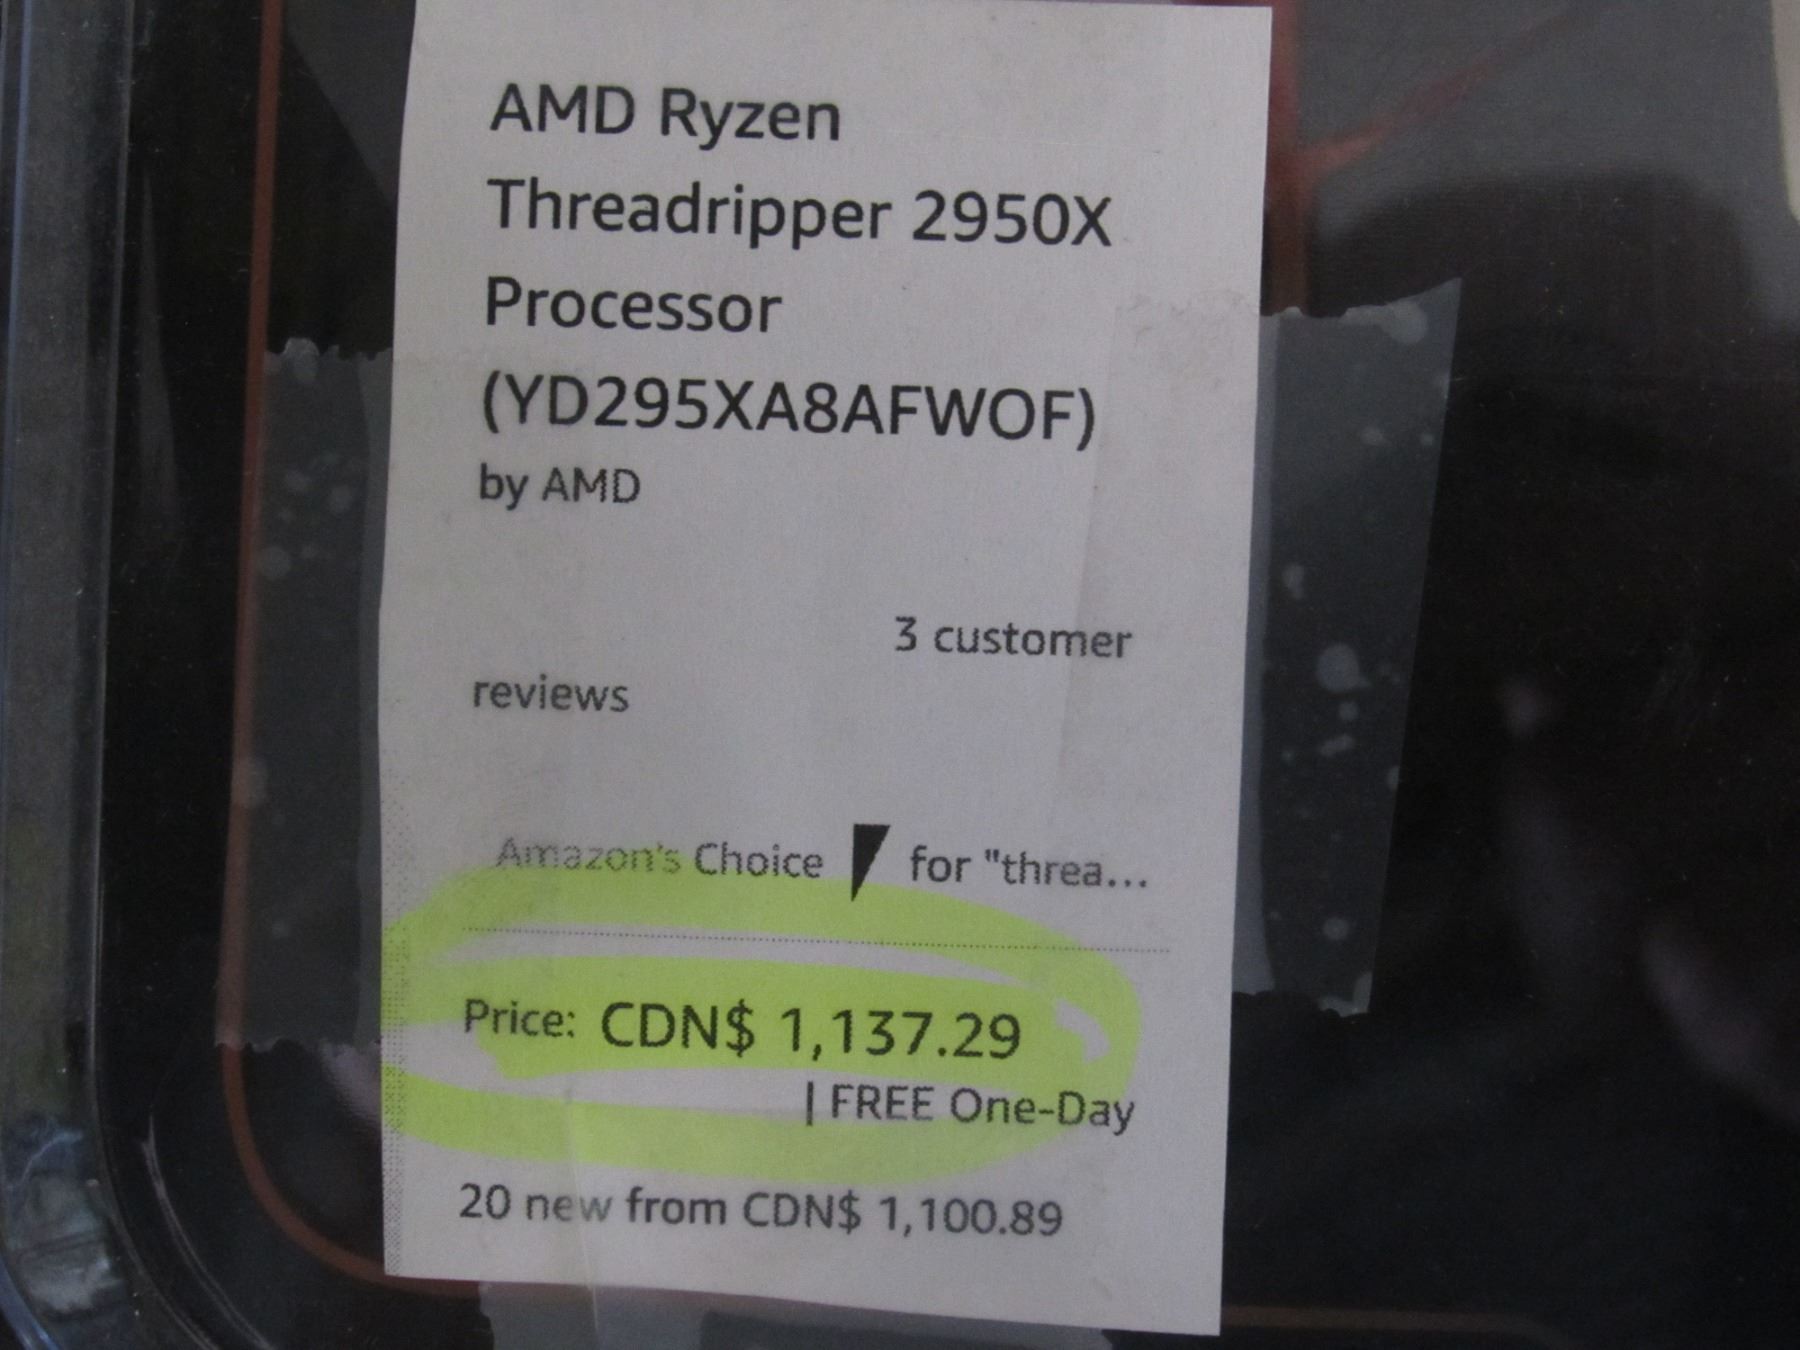 AMD Ryzen
Threadripper 2950X
Processor
(YD295XA8AFWOF)
by AMD
3 customer
reviews
Amazon's Choice for "threa...
Price: CDN$ 1,137.29
| FREE One-Day
20 new from CDN$ 1,100.89